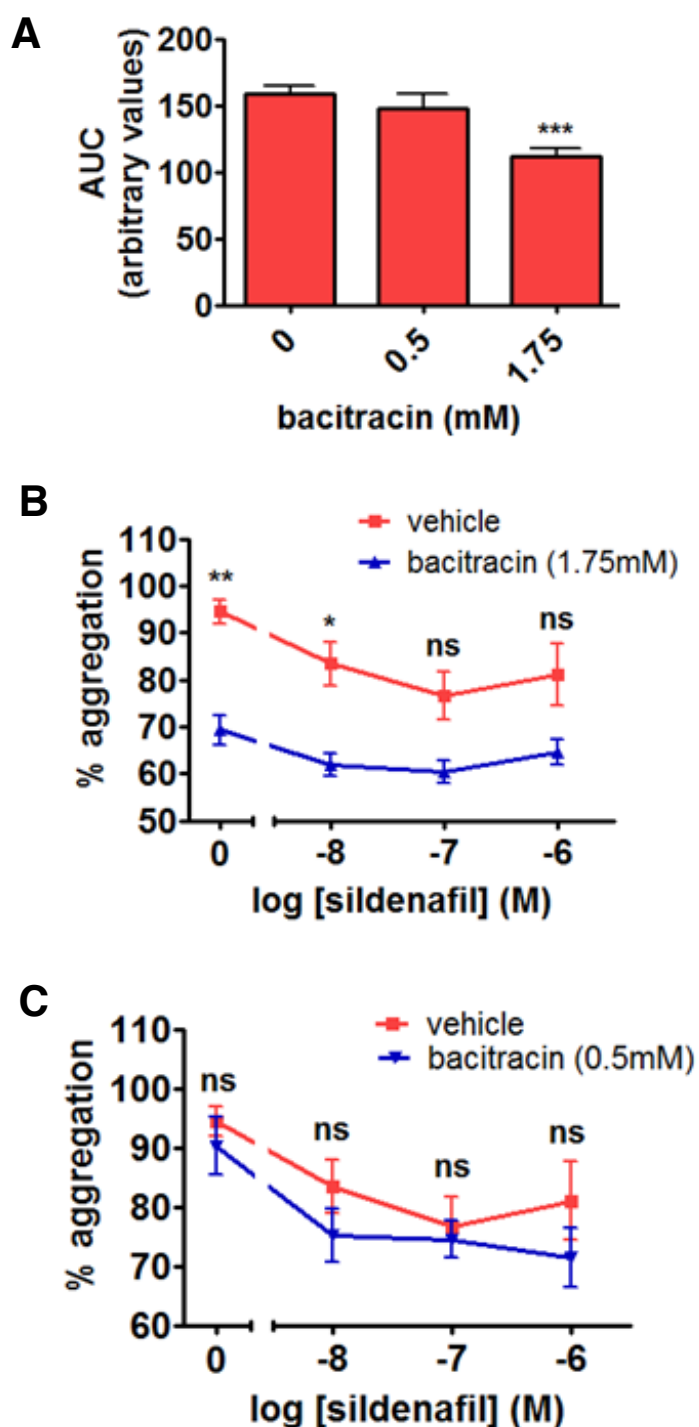 A
AUC
(arbitrary values)
200
150
100
50
0
***
0
0.5
1.75
bacitracin (mM)
B
vehicle
bacitracin (1.75mM)
% aggregation
110
100
90
80
70
60
50
**
*
ns
ns
0
-8
-7
-6
log [sildenafil] (M)
C
vehicle
bacitracin (0.5mM)
% aggregation
110
100
90
80
70
60
ns
ns
ns
ns
0
-8
-7
-6
log [sildenafil] (M)